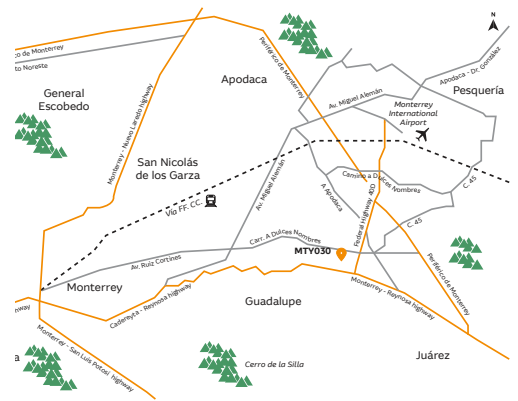 N
co de Monterrey
to Noreste
Periférico de Monterrey
Apodaca - Dr. González
Apodaca
Pesquería
General
Escobedo
Av. Miguel Alemán
Monterrey
International
Airport
Monterrey - Nuevo Laredo highway
San Nicolás
de los Garza
Av. Miguel Alemán
Camino a Dulces Nombres
C. 45
A Apodaca
Federal Highway 40D
Vía FF. CC.
C. 45
Carr. A Dulces Nombres
MTY030
Av. Ruiz Cortines
Periférico de Monterrey
Monterrey
Guadalupe
Monterrey - Reynosa highway
Cadereyta - Reynosa highway
hway
Monterrey - San Luis Potosí highway
a
Cerro de la Silla
Juárez